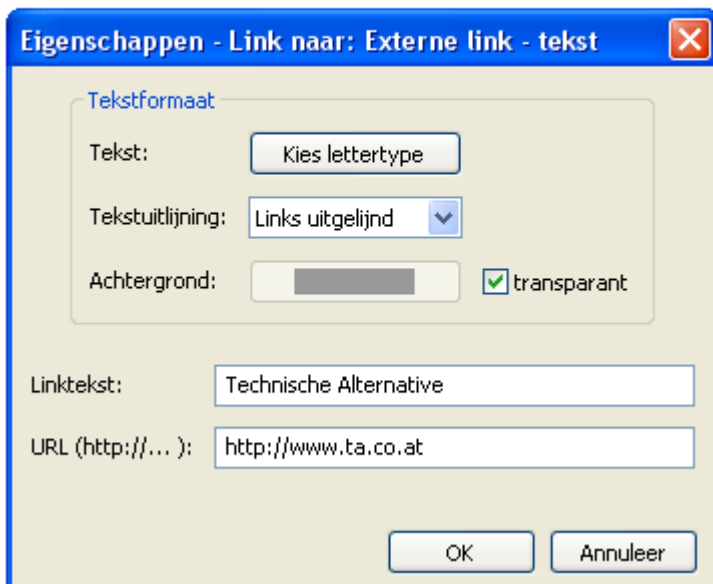 Eigenschappen - Link naar: Externe link - tekst
Tekstformaat
Tekst: Kies lettertype
Tekstuitlijning: Links uitgelijnd
Achtergrond: transparant
Linktekst: Technische Alternative
URL (http://... ): http://www.ta.co.at
OK Annuleer